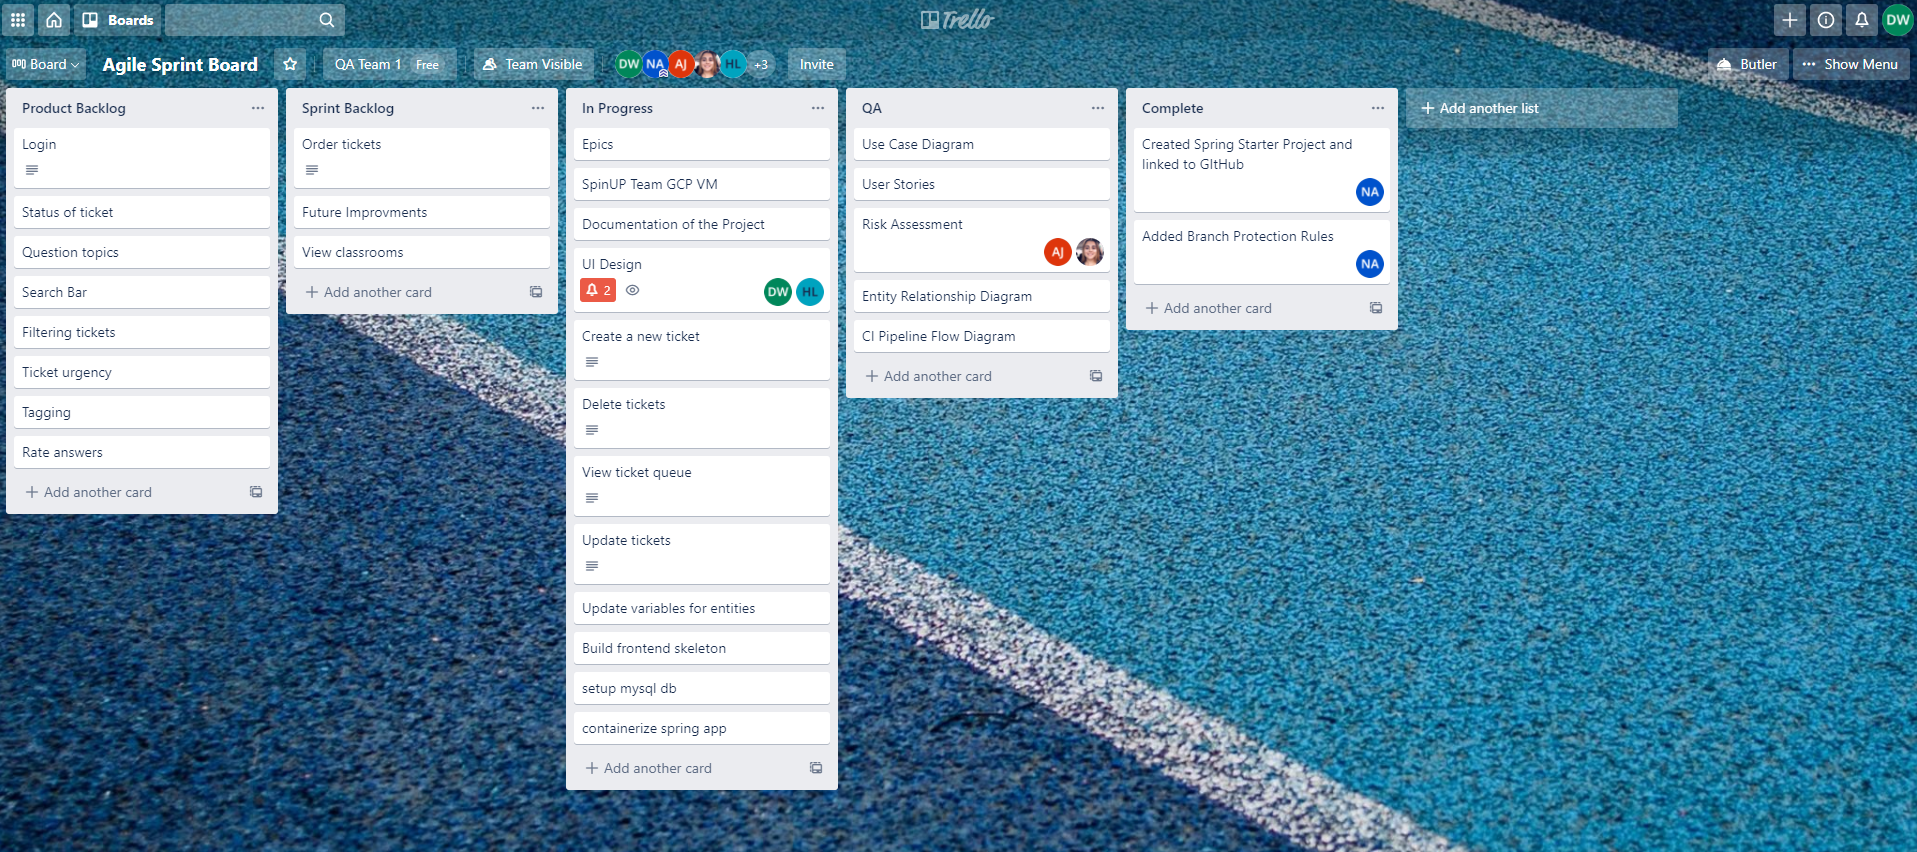 Boards
Trello
DW
Board
Agile Sprint Board
QA Team 1 Free
Team Visible
DW NA AJ HL +3
Invite
Butler
Show Menu
Product Backlog
Login
Status of ticket
Question topics
Search Bar
Filtering tickets
Ticket urgency
Tagging
Rate answers
Add another card
Sprint Backlog
Order tickets
Future Improvments
View classrooms
Add another card
In Progress
Epics
SpinUP Team GCP VM
Documentation of the Project
UI Design
2
DW HL
Create a new ticket
Delete tickets
View ticket queue
Update tickets
Update variables for entities
Build frontend skeleton
setup mysql db
containerize spring app
Add another card
QA
Use Case Diagram
User Stories
Risk Assessment
AJ
Entity Relationship Diagram
CI Pipeline Flow Diagram
Add another card
Complete
Created Spring Starter Project and
linked to GItHub
NA
Added Branch Protection Rules
NA
Add another card
Add another list